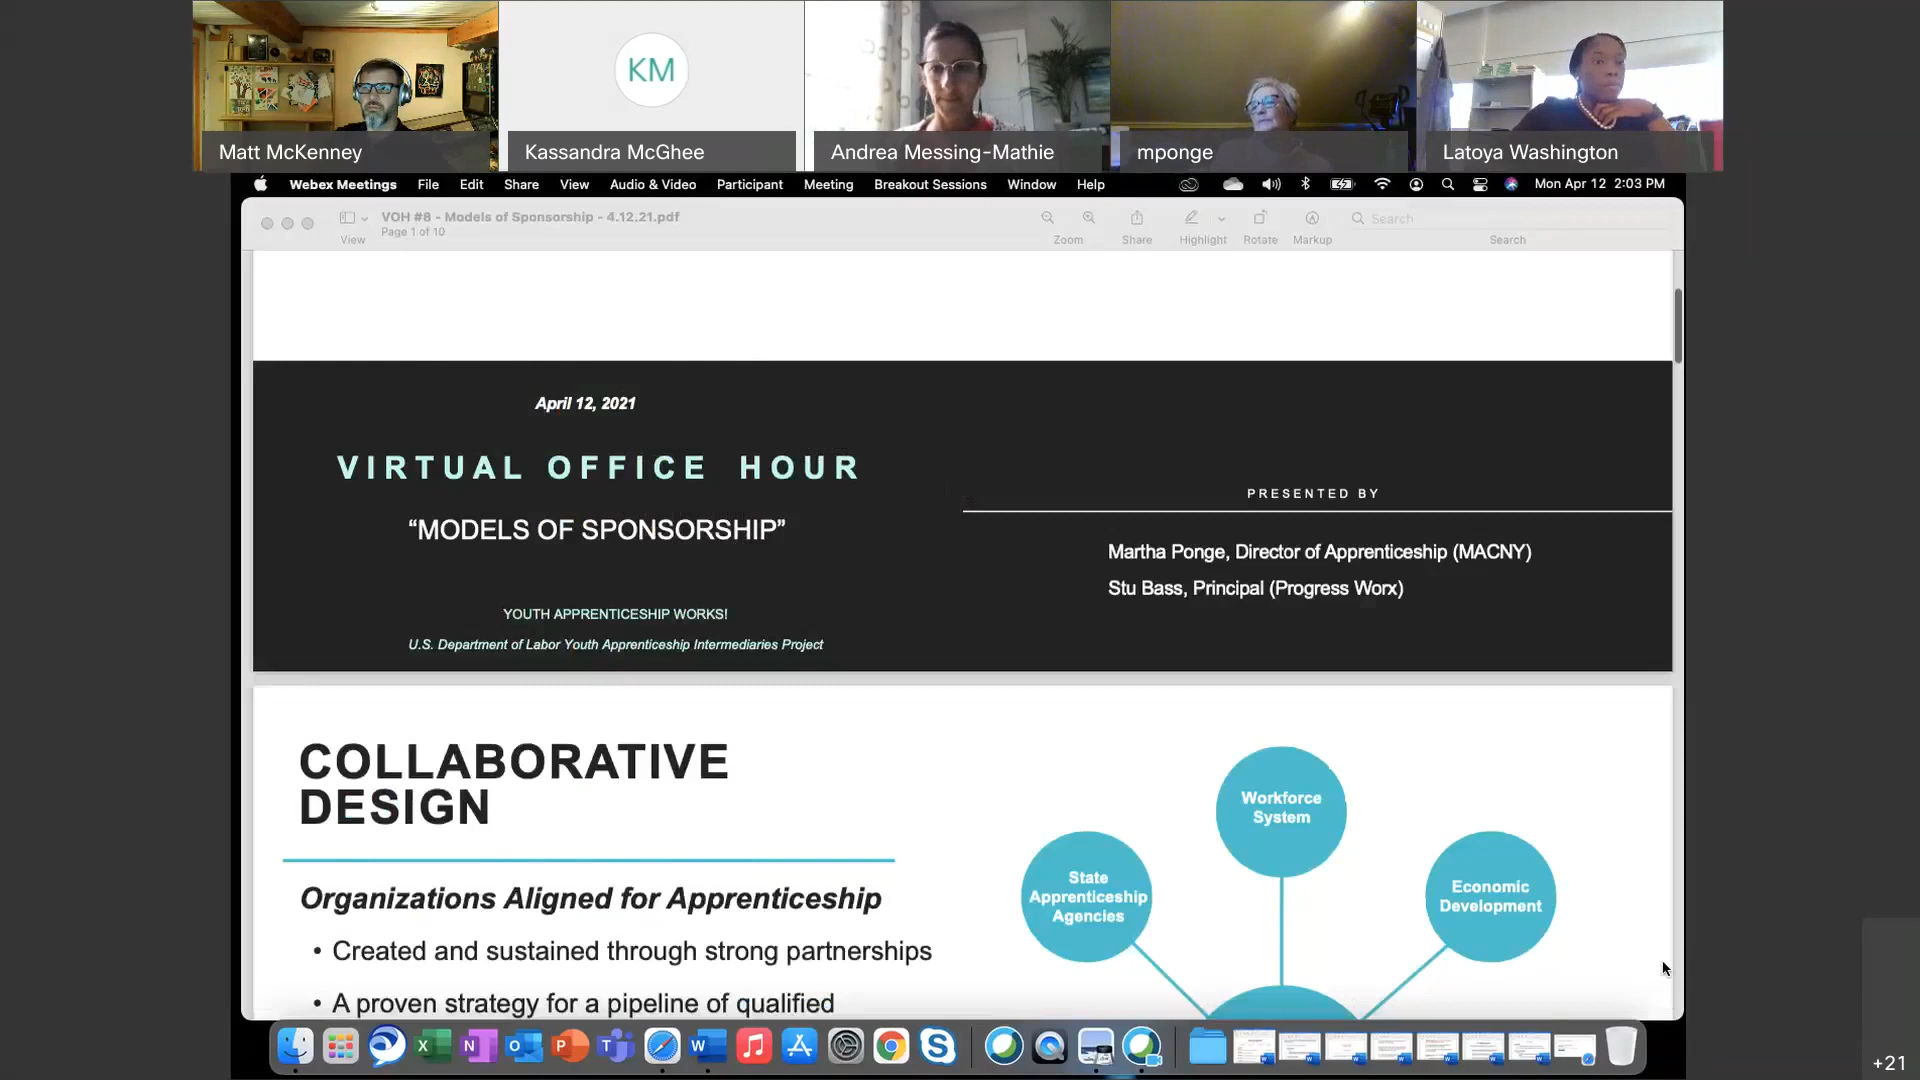 KM
Matt McKenney
Kassandra McGhee
Andrea Messing-Mathie
mponge
Latoya Washington
Webex Meetings File Edit Share View Audio & Video Participant Meeting Breakout Sessions Window Help Mon Apr 12 2:03 PM
VOH #8 - Models of Sponsorship - 4.12.21.pdf
Page 1 of 10
Search
View Zoom Share Highlight Rotate Markup Search
April 12, 2021
VIRTUAL OFFICE HOUR
“MODELS OF SPONSORSHIP”
YOUTH APPRENTICESHIP WORKS!
U.S. Department of Labor Youth Apprenticeship Intermediaries Project
PRESENTED BY
Martha Ponge, Director of Apprenticeship (MACNY)
Stu Bass, Principal (Progress Worx)
COLLABORATIVE
DESIGN
Organizations Aligned for Apprenticeship
• Created and sustained through strong partnerships
• A proven strategy for a pipeline of qualified
Workforce
System
State
Apprenticeship
Agencies
Economic
Development
+21